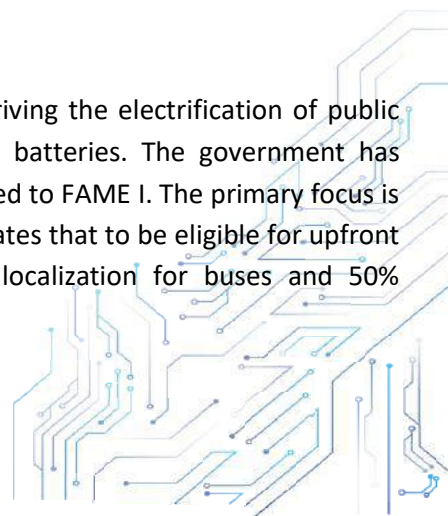 riving the electrification of public
batteries. The government has
ed to FAME I. The primary focus is
ates that to be eligible for upfront
localization for buses and 50%